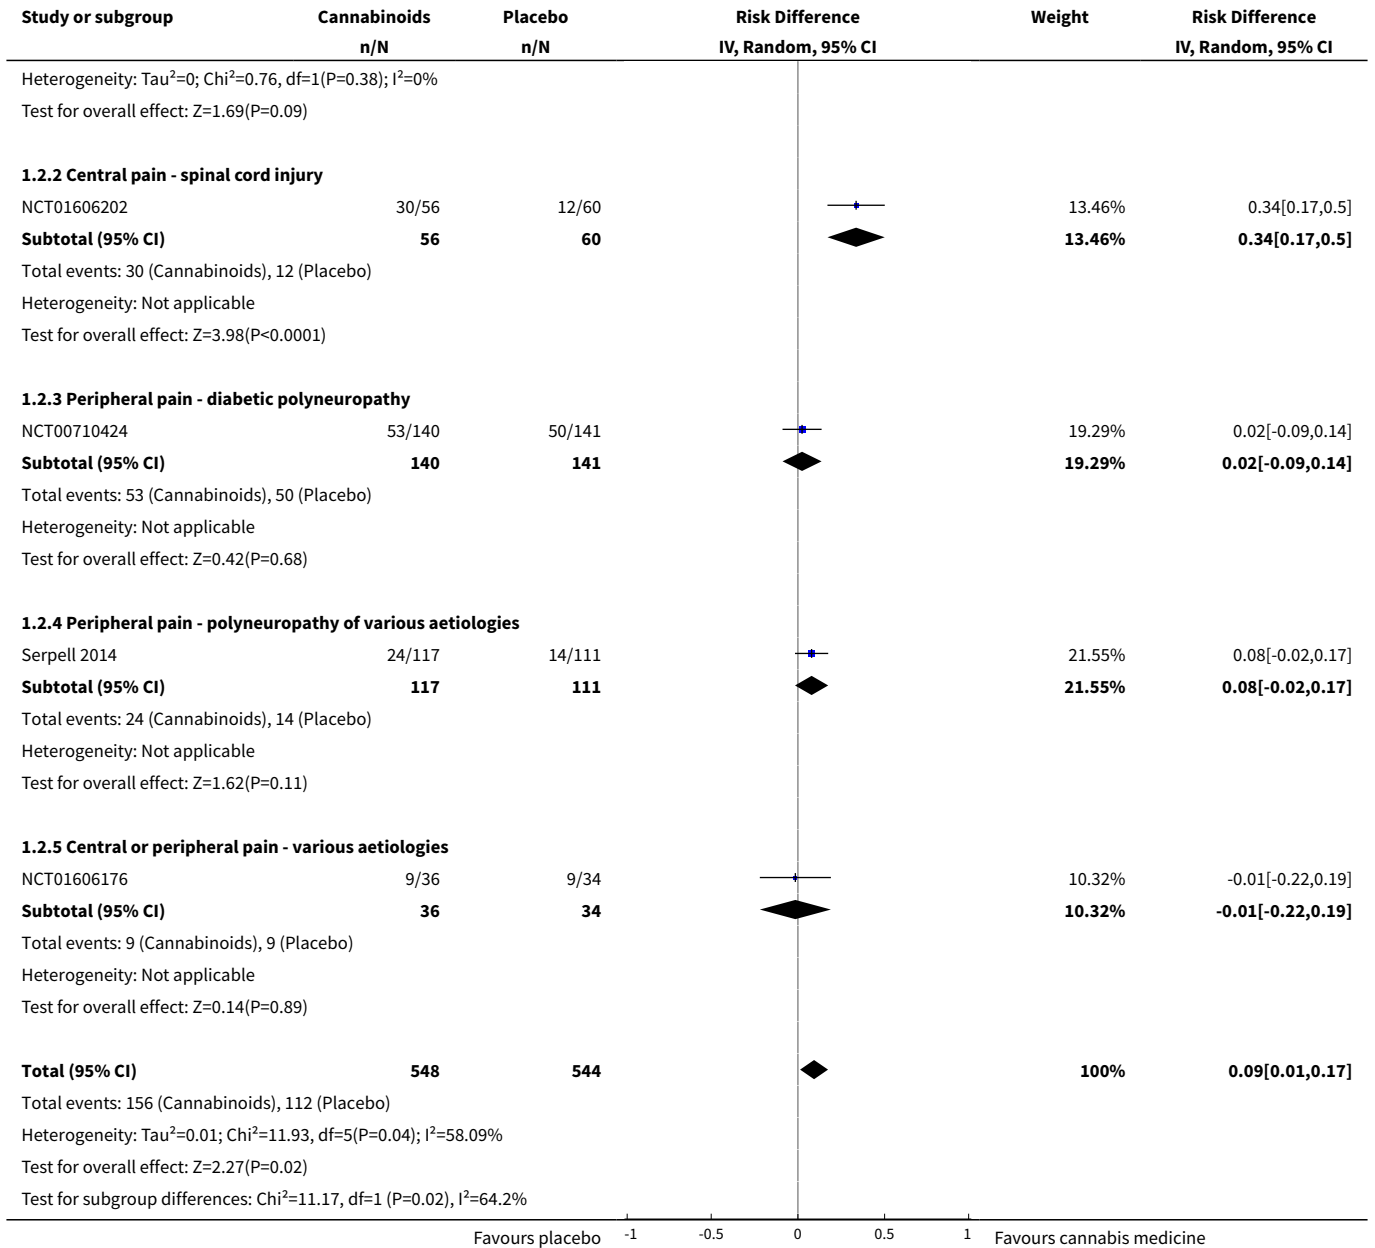 Study or subgroup Cannabinoids Placebo Risk Difference Weight Risk Difference
n/N n/N IV, Random, 95% CI IV, Random, 95% CI
Heterogeneity: Tau²=0; Chi²=0.76, df=1(P=0.38); I²=0%
Test for overall effect: Z=1.69(P=0.09)
1.2.2 Central pain - spinal cord injury
NCT01606202 30/56 12/60 13.46% 0.34[0.17,0.5]
Subtotal (95% CI) 56 60 13.46% 0.34[0.17,0.5]
Total events: 30 (Cannabinoids), 12 (Placebo)
Heterogeneity: Not applicable
Test for overall effect: Z=3.98(P<0.0001)
1.2.3 Peripheral pain - diabetic polyneuropathy
NCT00710424 53/140 50/141 19.29% 0.02[-0.09,0.14]
Subtotal (95% CI) 140 141 19.29% 0.02[-0.09,0.14]
Total events: 53 (Cannabinoids), 50 (Placebo)
Heterogeneity: Not applicable
Test for overall effect: Z=0.42(P=0.68)
1.2.4 Peripheral pain - polyneuropathy of various aetiologies
Serpell 2014 24/117 14/111 21.55% 0.08[-0.02,0.17]
Subtotal (95% CI) 117 111 21.55% 0.08[-0.02,0.17]
Total events: 24 (Cannabinoids), 14 (Placebo)
Heterogeneity: Not applicable
Test for overall effect: Z=1.62(P=0.11)
1.2.5 Central or peripheral pain - various aetiologies
NCT01606176 9/36 9/34 10.32% -0.01[-0.22,0.19]
Subtotal (95% CI) 36 34 10.32% -0.01[-0.22,0.19]
Total events: 9 (Cannabinoids), 9 (Placebo)
Heterogeneity: Not applicable
Test for overall effect: Z=0.14(P=0.89)
Total (95% CI) 548 544 100% 0.09[0.01,0.17]
Total events: 156 (Cannabinoids), 112 (Placebo)
Heterogeneity: Tau²=0.01; Chi²=11.93, df=5(P=0.04); I²=58.09%
Test for overall effect: Z=2.27(P=0.02)
Test for subgroup differences: Chi²=11.17, df=1 (P=0.02), I²=64.2%
Favours placebo -1 -0.5 0 0.5 1 Favours cannabis medicine